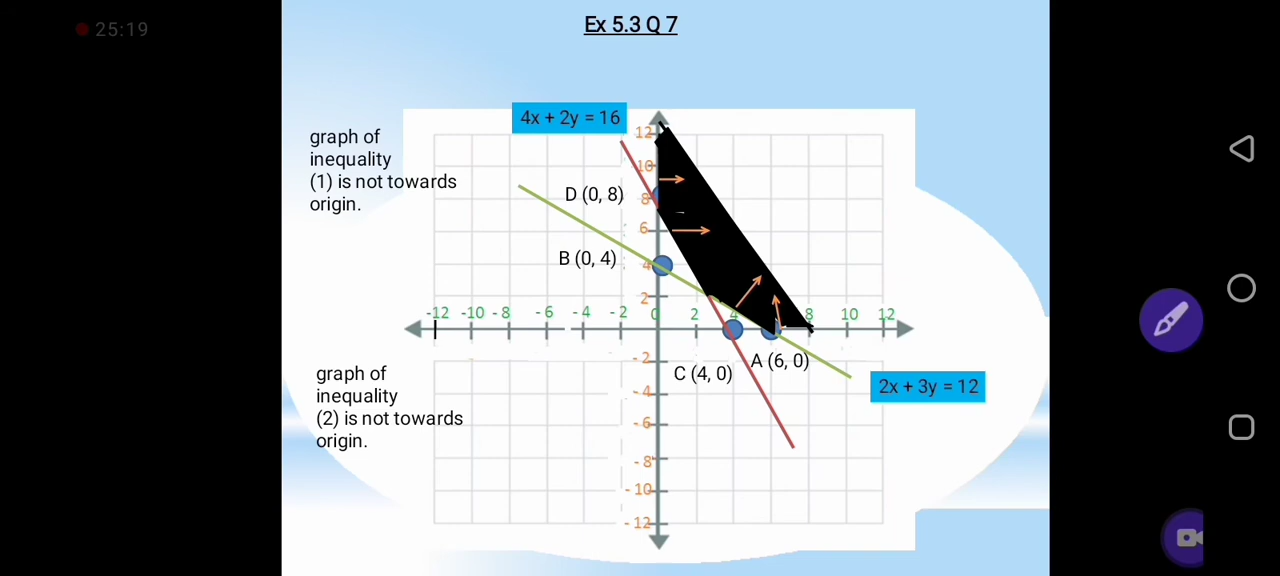 25:19
Ex 5.3 Q 7
4x + 2y = 16
graph of
inequality
(1) is not towards
origin.
D (0, 8)
B (0, 4)
12
10
8
6
4
2
-12 -10 -8 -6 -4 -2 0 2 4 8 10 12
-2
-4
-6
-8
-10
-12
C (4, 0)
A (6, 0)
2x + 3y = 12
graph of
inequality
(2) is not towards
origin.